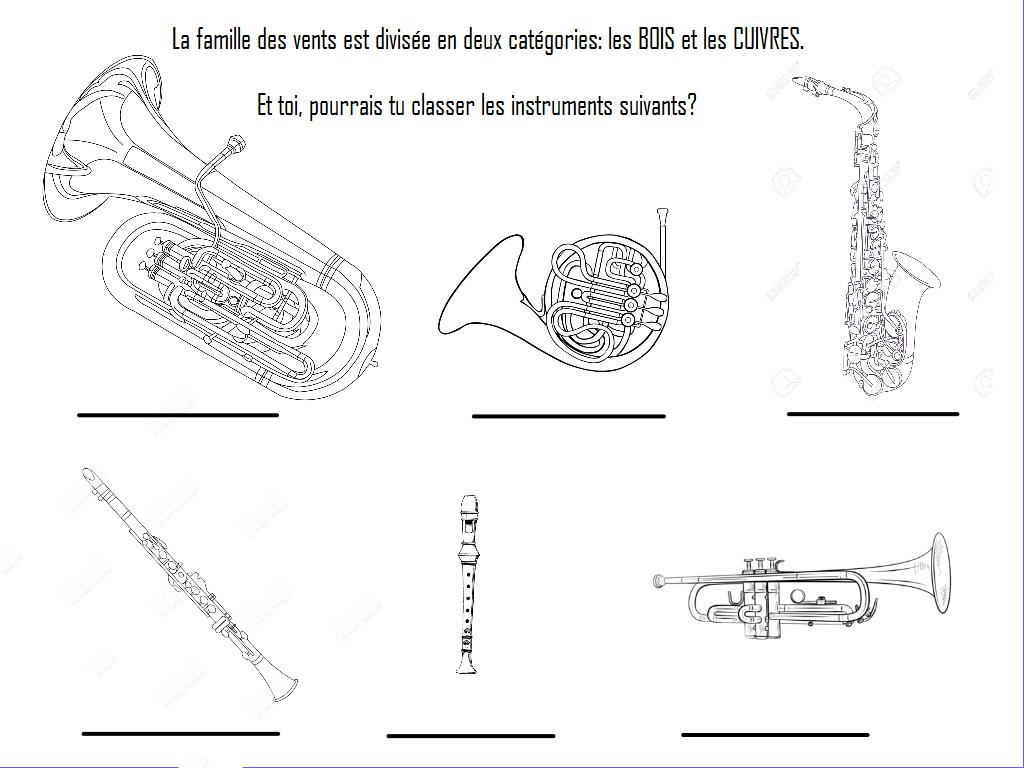 La famille des vents est divisée en deux catégories: les BOIS et les CUIVRES.
Et toi, pourrais tu classer les instruments suivants?